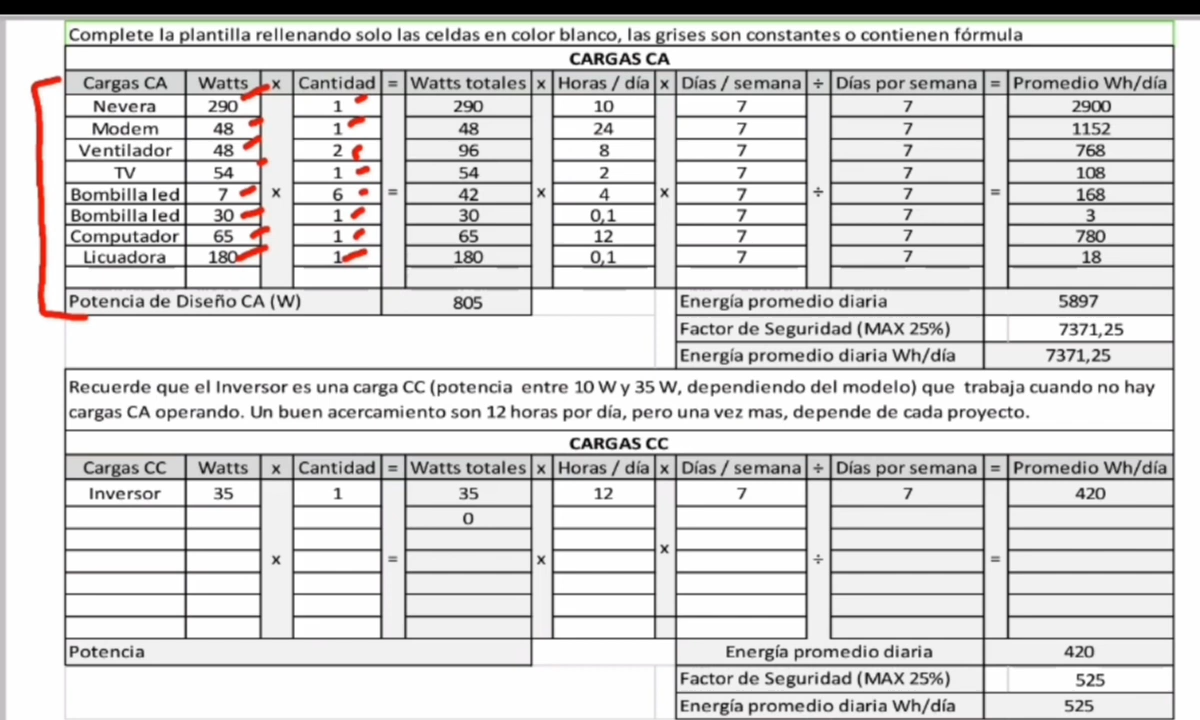 Complete la plantilla rellenando solo las celdas en color blanco, las grises son constantes o contienen fórmula
CARGAS CA
Cargas CA Watts x Cantidad = Watts totales x Horas / día x Días / semana ÷ Días por semana = Promedio Wh/día
Nevera 290 1 290 10 7 7 2900
Modem 48 1 48 24 7 7 1152
Ventilador 48 2 96 8 7 7 768
TV 54 1 54 2 7 7 108
Bombilla led 7 x 6 = 42 x 4 x 7 ÷ 7 = 168
Bombilla led 30 1 30 0,1 7 7 3
Computador 65 1 65 12 7 7 780
Licuadora 180 1 180 0,1 7 7 18
Potencia de Diseño CA (W) 805 Energía promedio diaria 5897
Factor de Seguridad (MAX 25%) 7371,25
Energía promedio diaria Wh/día 7371,25
Recuerde que el Inversor es una carga CC (potencia entre 10 W y 35 W, dependiendo del modelo) que trabaja cuando no hay
cargas CA operando. Un buen acercamiento son 12 horas por día, pero una vez mas, depende de cada proyecto.
CARGAS CC
Cargas CC Watts x Cantidad = Watts totales x Horas / día x Días / semana ÷ Días por semana = Promedio Wh/día
Inversor 35 1 35 12 7 7 420
0
x = x x ÷ =
Potencia Energía promedio diaria 420
Factor de Seguridad (MAX 25%) 525
Energía promedio diaria Wh/día 525